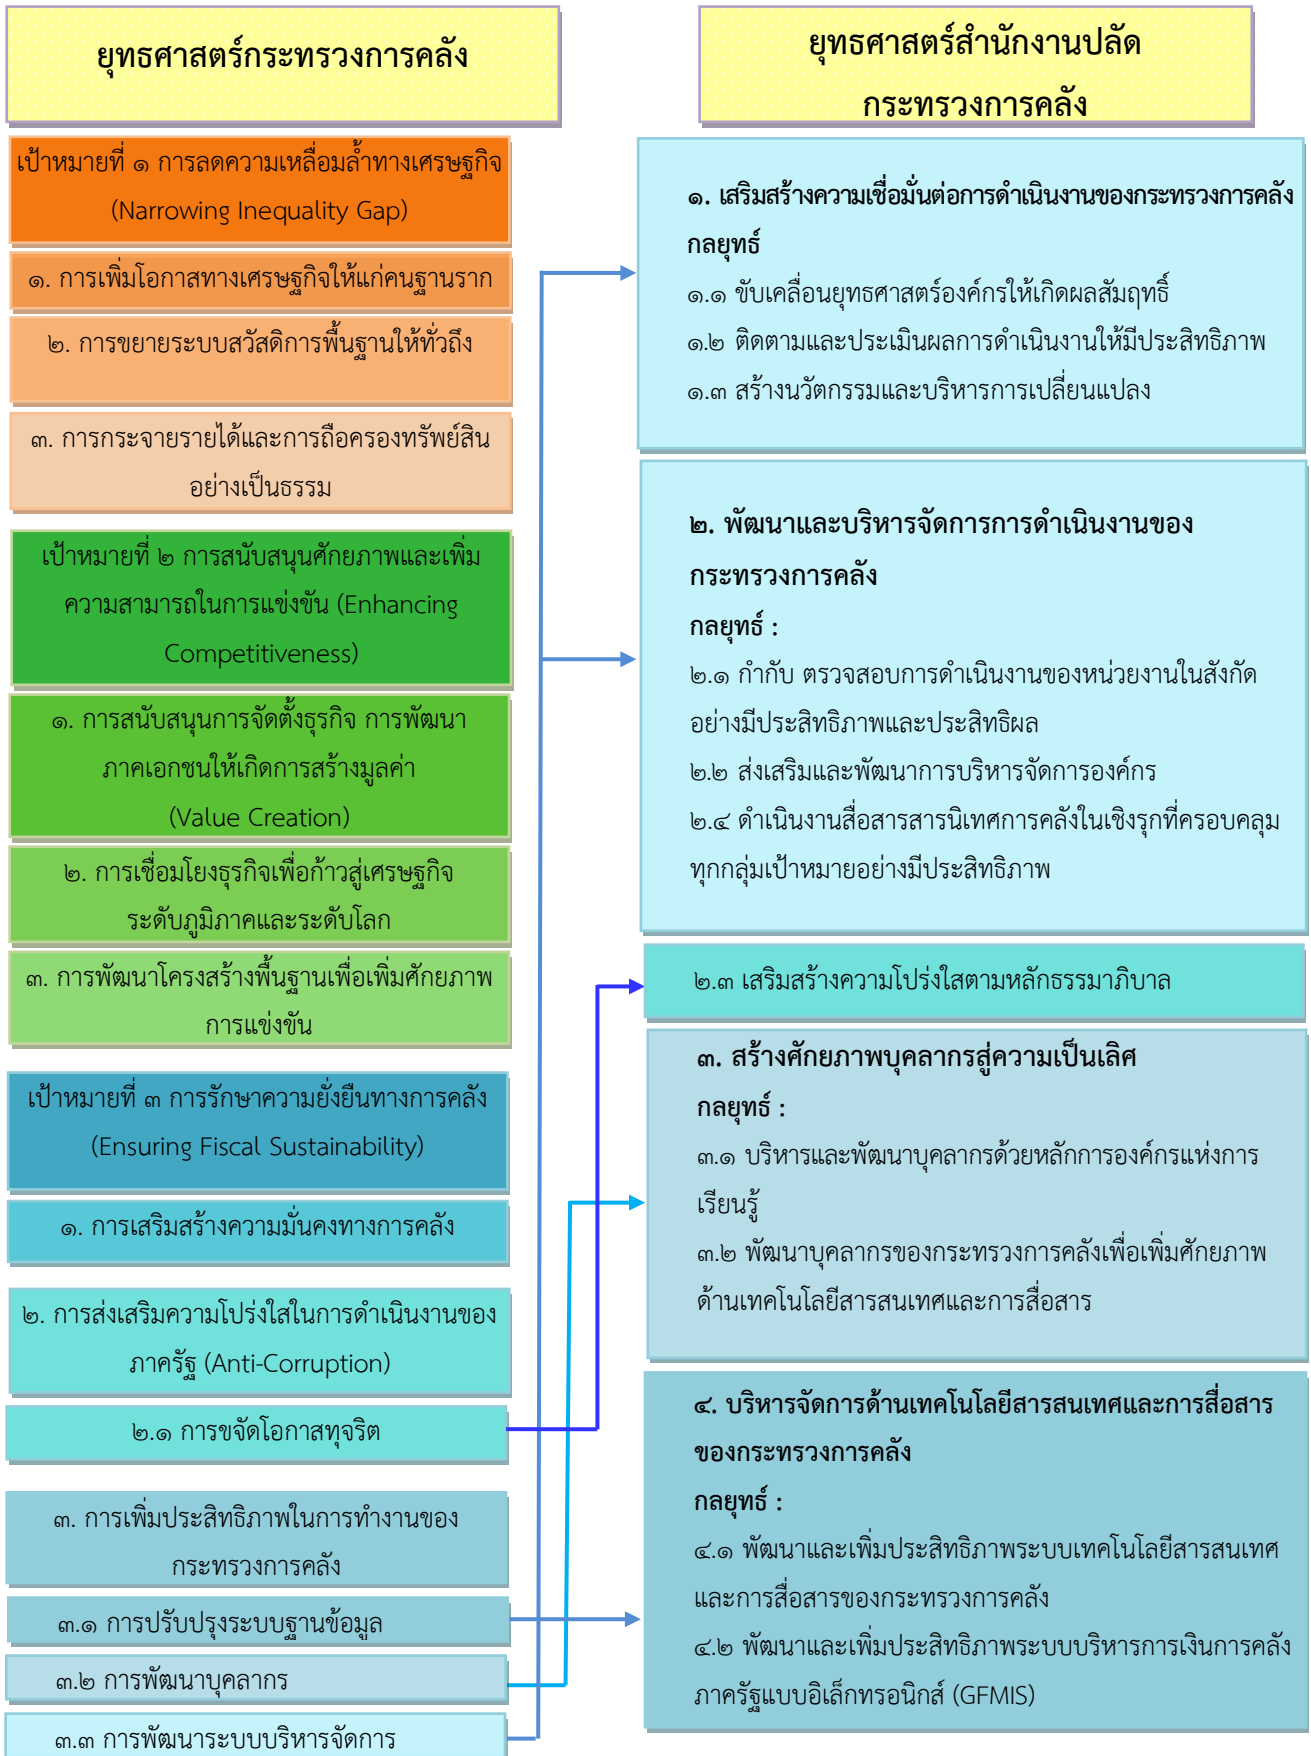 ยุทธศาสตร์กระทรวงการคลัง
เป้าหมายที่ ๑ การลดความเหลื่อมล้ำทางเศรษฐกิจ
(Narrowing Inequality Gap)
๑. การเพิ่มโอกาสทางเศรษฐกิจให้แก่คนฐานราก
๒. การขยายระบบสวัสดิการพื้นฐานให้ทั่วถึง
๓. การกระจายรายได้และการถือครองทรัพย์สิน
อย่างเป็นธรรม
เป้าหมายที่ ๒ การสนับสนุนศักยภาพและเพิ่ม
ความสามารถในการแข่งขัน (Enhancing
Competitiveness)
๑. การสนับสนุนการจัดตั้งธุรกิจ การพัฒนา
ภาคเอกชนให้เกิดการสร้างมูลค่า
(Value Creation)
๒. การเชื่อมโยงธุรกิจเพื่อก้าวสู่เศรษฐกิจ
ระดับภูมิภาคและระดับโลก
๓. การพัฒนาโครงสร้างพื้นฐานเพื่อเพิ่มศักยภาพ
การแข่งขัน
เป้าหมายที่ ๓ การรักษาความยั่งยืนทางการคลัง
(Ensuring Fiscal Sustainability)
๑. การเสริมสร้างความมั่นคงทางการคลัง
๒. การส่งเสริมความโปร่งใสในการดำเนินงานของ
ภาครัฐ (Anti-Corruption)
๒.๑ การขจัดโอกาสทุจริต
๓. การเพิ่มประสิทธิภาพในการทำงานของ
กระทรวงการคลัง
๓.๑ การปรับปรุงระบบฐานข้อมูล
๓.๒ การพัฒนาบุคลากร
๓.๓ การพัฒนาระบบบริหารจัดการ
ยุทธศาสตร์สำนักงานปลัด
กระทรวงการคลัง
๑. เสริมสร้างความเชื่อมั่นต่อการดำเนินงานของกระทรวงการคลัง
กลยุทธ์
๑.๑ ขับเคลื่อนยุทธศาสตร์องค์กรให้เกิดผลสัมฤทธิ์
๑.๒ ติดตามและประเมินผลการดำเนินงานให้มีประสิทธิภาพ
๑.๓ สร้างนวัตกรรมและบริหารการเปลี่ยนแปลง
๒. พัฒนาและบริหารจัดการการดำเนินงานของ
กระทรวงการคลัง
กลยุทธ์ :
๒.๑ กำกับ ตรวจสอบการดำเนินงานของหน่วยงานในสังกัด
อย่างมีประสิทธิภาพและประสิทธิผล
๒.๒ ส่งเสริมและพัฒนาการบริหารจัดการองค์กร
๒.๔ ดำเนินงานสื่อสารสารนิเทศการคลังในเชิงรุกที่ครอบคลุม
ทุกกลุ่มเป้าหมายอย่างมีประสิทธิภาพ
๒.๓ เสริมสร้างความโปร่งใสตามหลักธรรมาภิบาล
๓. สร้างศักยภาพบุคลากรสู่ความเป็นเลิศ
กลยุทธ์ :
๓.๑ บริหารและพัฒนาบุคลากรด้วยหลักการองค์กรแห่งการ
เรียนรู้
๓.๒ พัฒนาบุคลากรของกระทรวงการคลังเพื่อเพิ่มศักยภาพ
ด้านเทคโนโลยีสารสนเทศและการสื่อสาร
๔. บริหารจัดการด้านเทคโนโลยีสารสนเทศและการสื่อสาร
ของกระทรวงการคลัง
กลยุทธ์ :
๔.๑ พัฒนาและเพิ่มประสิทธิภาพระบบเทคโนโลยีสารสนเทศ
และการสื่อสารของกระทรวงการคลัง
๔.๒ พัฒนาและเพิ่มประสิทธิภาพระบบบริหารการเงินการคลัง
ภาครัฐแบบอิเล็กทรอนิกส์ (GFMIS)